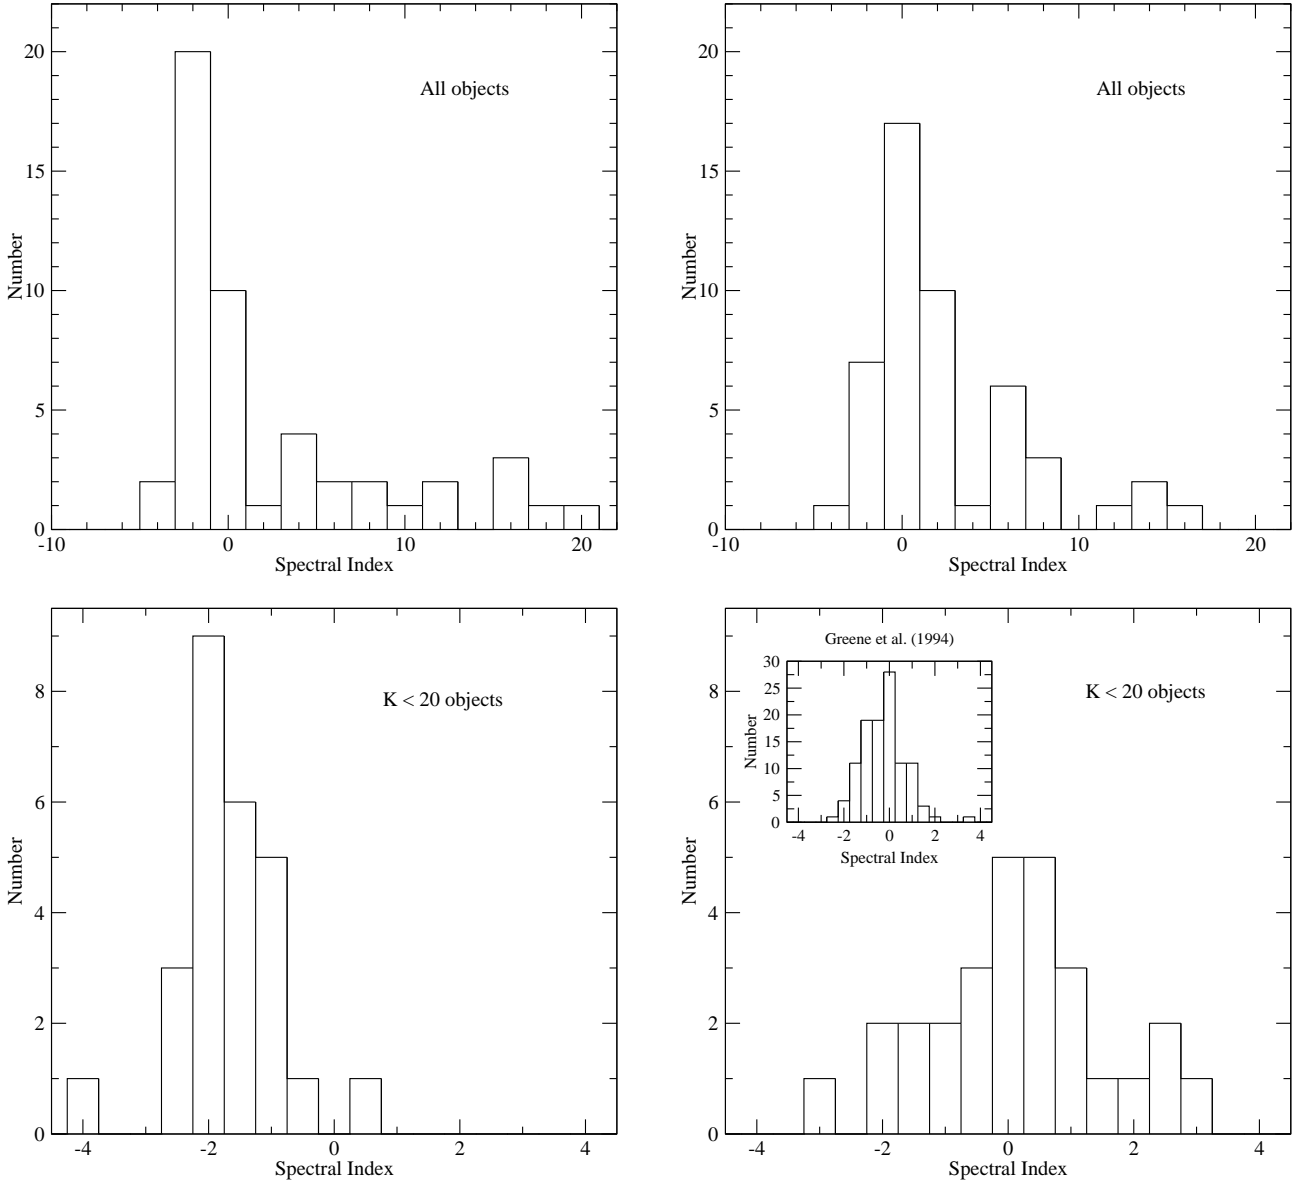 20
15
10
5
0
Number
All objects
-10 0 10 20
Spectral Index
20
15
10
5
0
Number
All objects
-10 0 10 20
Spectral Index
8
6
4
2
0
Number
K < 20 objects
-4 -2 0 2 4
Spectral Index
8
6
4
2
0
Number
K < 20 objects
Greene et al. (1994)
30
25
20
15
10
5
0
Number
-4 -2 0 2 4
Spectral Index
-4 -2 0 2 4
Spectral Index